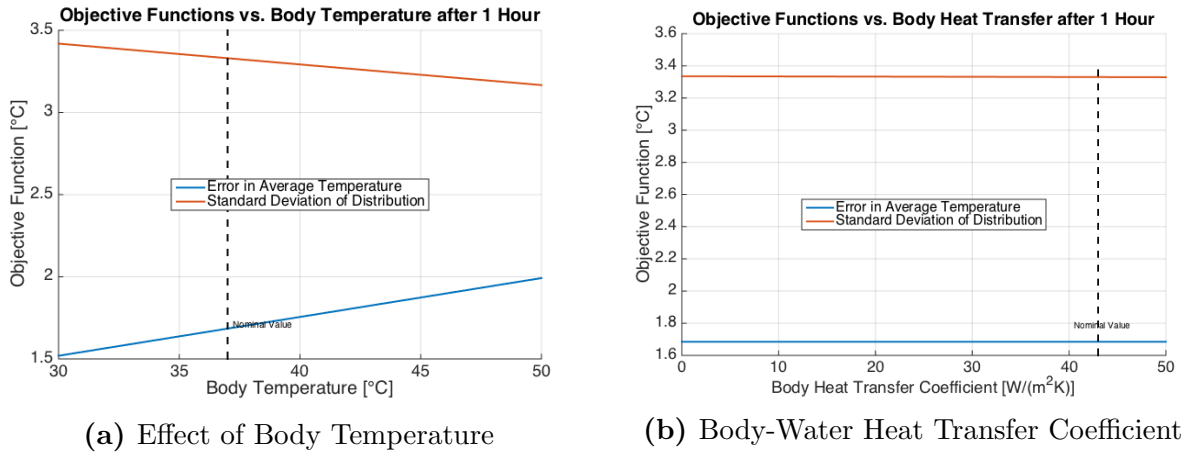 Objective Functions vs. Body Temperature after 1 Hour
3.5
3
2.5
2
1.5
Objective Function [°C]
Error in Average Temperature
Standard Deviation of Distribution
Nominal Value
30
35
40
45
50
Body Temperature [°C]
(a) Effect of Body Temperature
Objective Functions vs. Body Heat Transfer after 1 Hour
3.6
3.4
3.2
3
2.8
2.6
2.4
2.2
2
1.8
1.6
Objective Function [°C]
Error in Average Temperature
Standard Deviation of Distribution
Nominal Value
0
10
20
30
40
50
Body Heat Transfer Coefficient [W/(m²K)]
(b) Body-Water Heat Transfer Coefficient